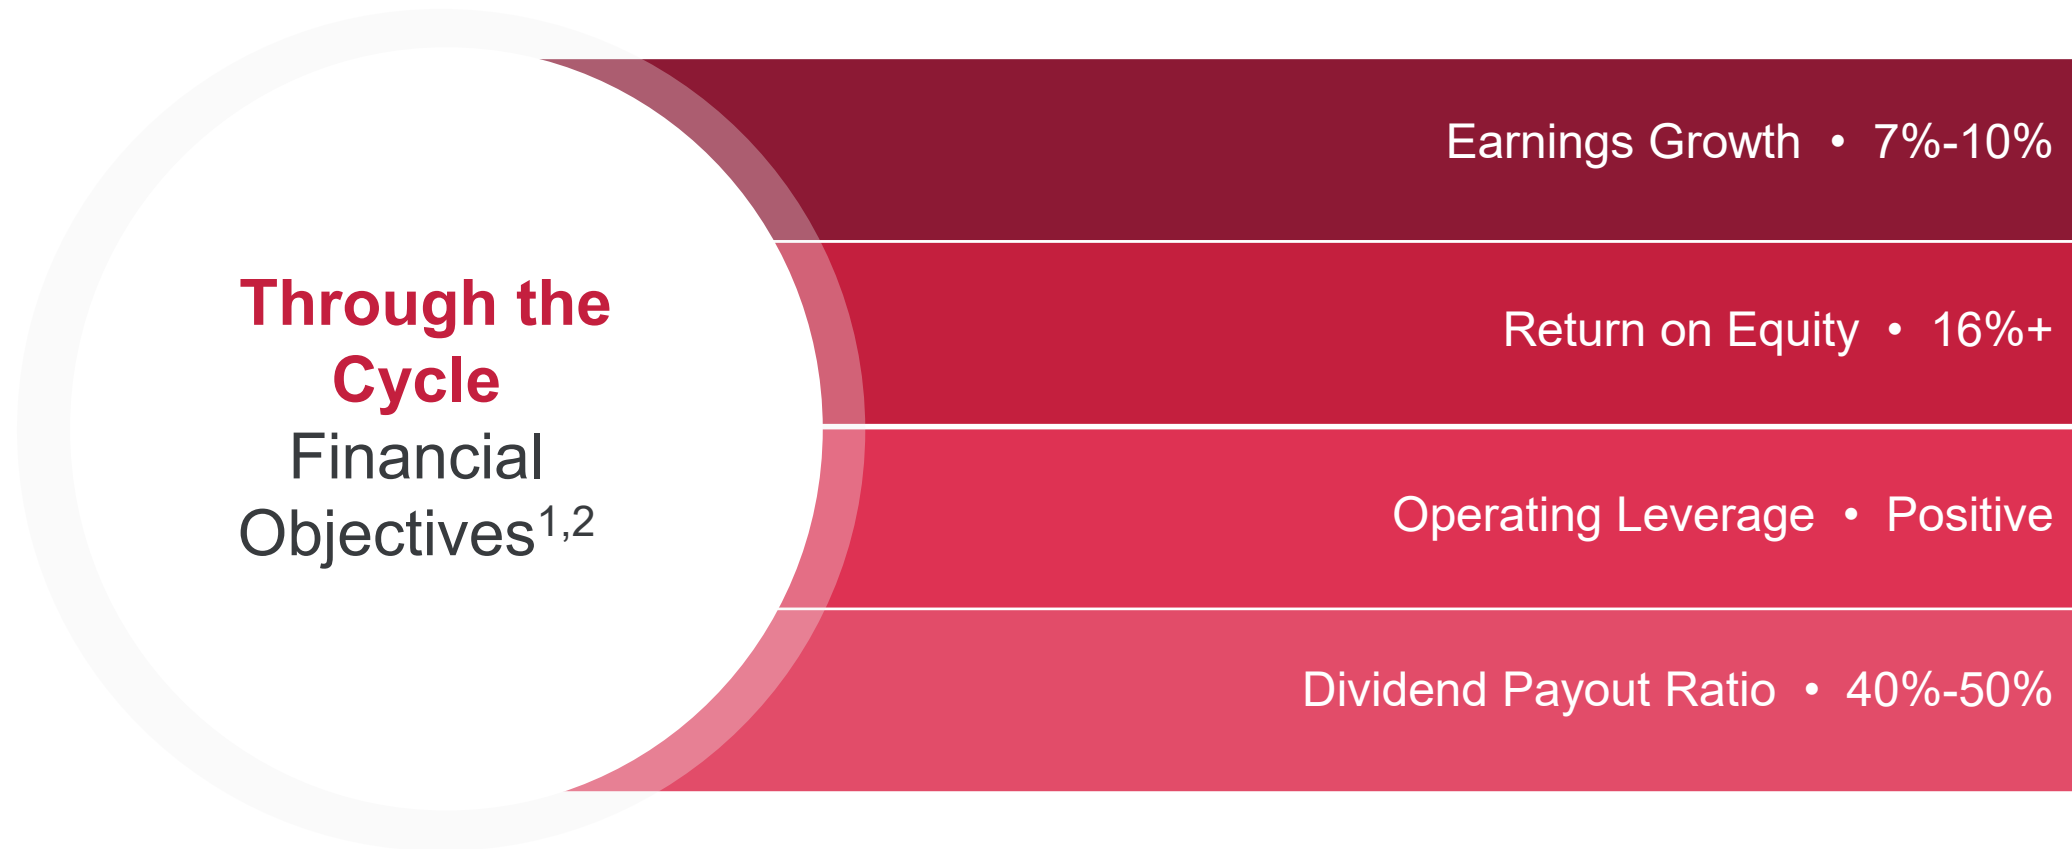 Through the
Cycle
Financial
Objectives1,2
Earnings Growth • 7%-10%
Return on Equity • 16%+
Operating Leverage • Positive
Dividend Payout Ratio • 40%-50%